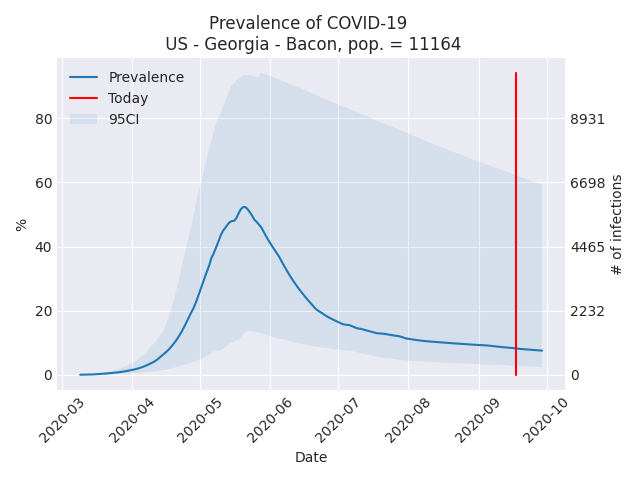 Prevalence of COVID-19
US - Georgia - Bacon, pop. = 11164
Prevalence
Today
95CI
80
60
40
20
0
%
8931
6698
4465
2232
0
# of infections
2020-03
2020-04
2020-05
2020-06
2020-07
2020-08
2020-09
2020-10
Date